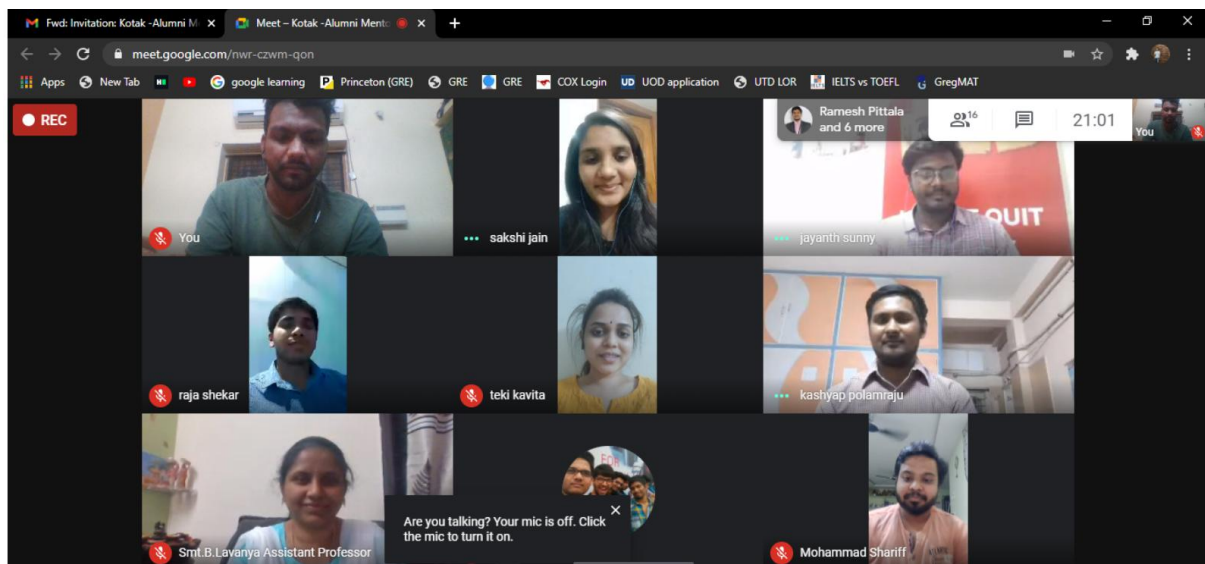 Fwd: Invitation: Kotak -Alumni M
Meet – Kotak -Alumni Mento
meet.google.com/nwr-czwm-qon
Apps
New Tab
google learning
Princeton (GRE)
GRE
GRE
COX Login
UD
UOD application
UTD LOR
IELTS vs TOEFL
GregMAT
REC
Ramesh Pittala
and 6 more
16
21:01
You
QUIT
You
sakshi jain
jayanth sunny
raja shekar
teki kavita
kashyap polamraju
FOR
Are you talking? Your mic is off. Click
the mic to turn it on.
Smt.B.Lavanya Assistant Professor
Mohammad Shariff